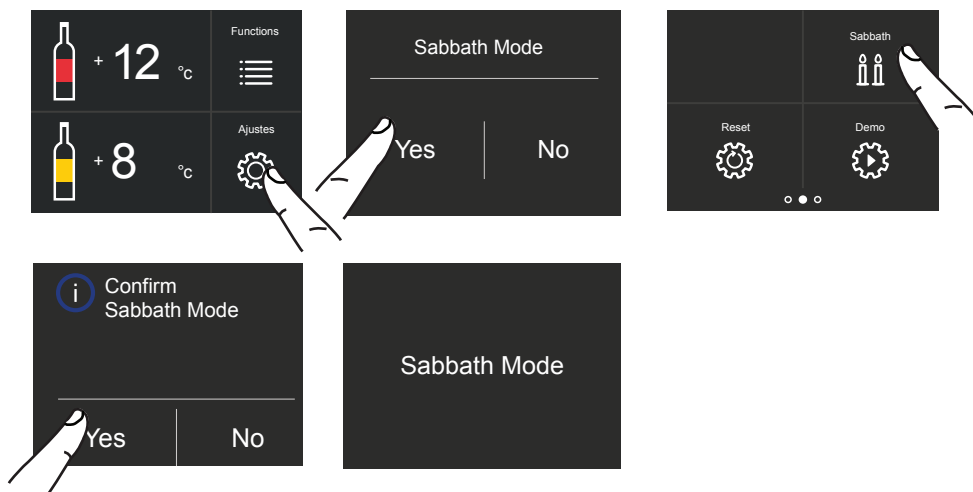 + 12 °c
Functions
+ 8 °c
Ajustes
Sabbath Mode
Yes No
Sabbath
Reset Demo
i Confirm
Sabbath Mode
Yes No
Sabbath Mode